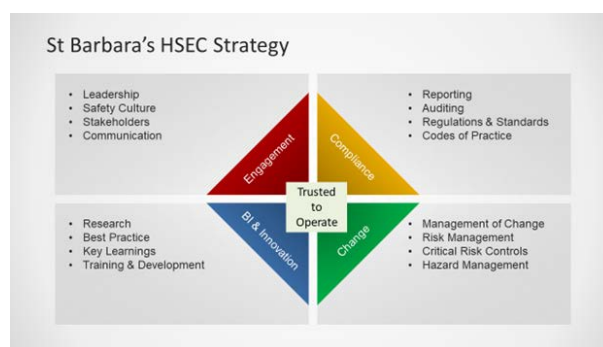 St Barbara's HSEC Strategy
• Leadership
• Safety Culture
• Stakeholders
• Communication
Engagement
• Reporting
• Auditing
• Regulations & Standards
• Codes of Practice
Compliance
Trusted
to
Operate
• Research
• Best Practice
• Key Learnings
• Training & Development
BI & Innovation
• Management of Change
• Risk Management
• Critical Risk Controls
• Hazard Management
Change